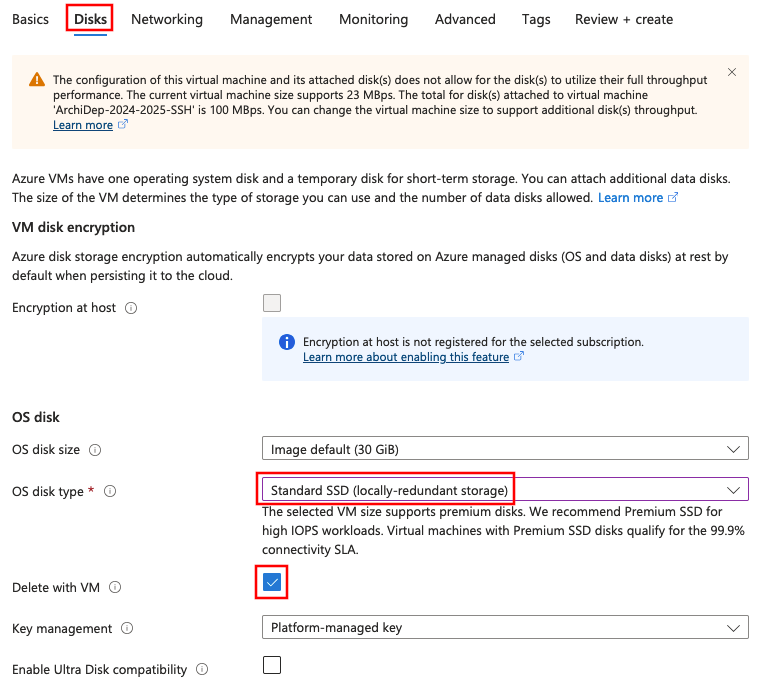 Basics Disks Networking Management Monitoring Advanced Tags Review + create
The configuration of this virtual machine and its attached disk(s) does not allow for the disk(s) to utilize their full throughput
performance. The current virtual machine size supports 23 MBps. The total for disk(s) attached to virtual machine
'ArchiDep-2024-2025-SSH' is 100 MBps. You can change the virtual machine size to support additional disk(s) throughput.
Learn more
Azure VMs have one operating system disk and a temporary disk for short-term storage. You can attach additional data disks.
The size of the VM determines the type of storage you can use and the number of data disks allowed. Learn more
VM disk encryption
Azure disk storage encryption automatically encrypts your data stored on Azure managed disks (OS and data disks) at rest by
default when persisting it to the cloud.
Encryption at host
Encryption at host is not registered for the selected subscription.
Learn more about enabling this feature
OS disk
OS disk size
Image default (30 GiB)
OS disk type *
Standard SSD (locally-redundant storage)
The selected VM size supports premium disks. We recommend Premium SSD for
high IOPS workloads. Virtual machines with Premium SSD disks qualify for the 99.9%
connectivity SLA.
Delete with VM
Key management
Platform-managed key
Enable Ultra Disk compatibility